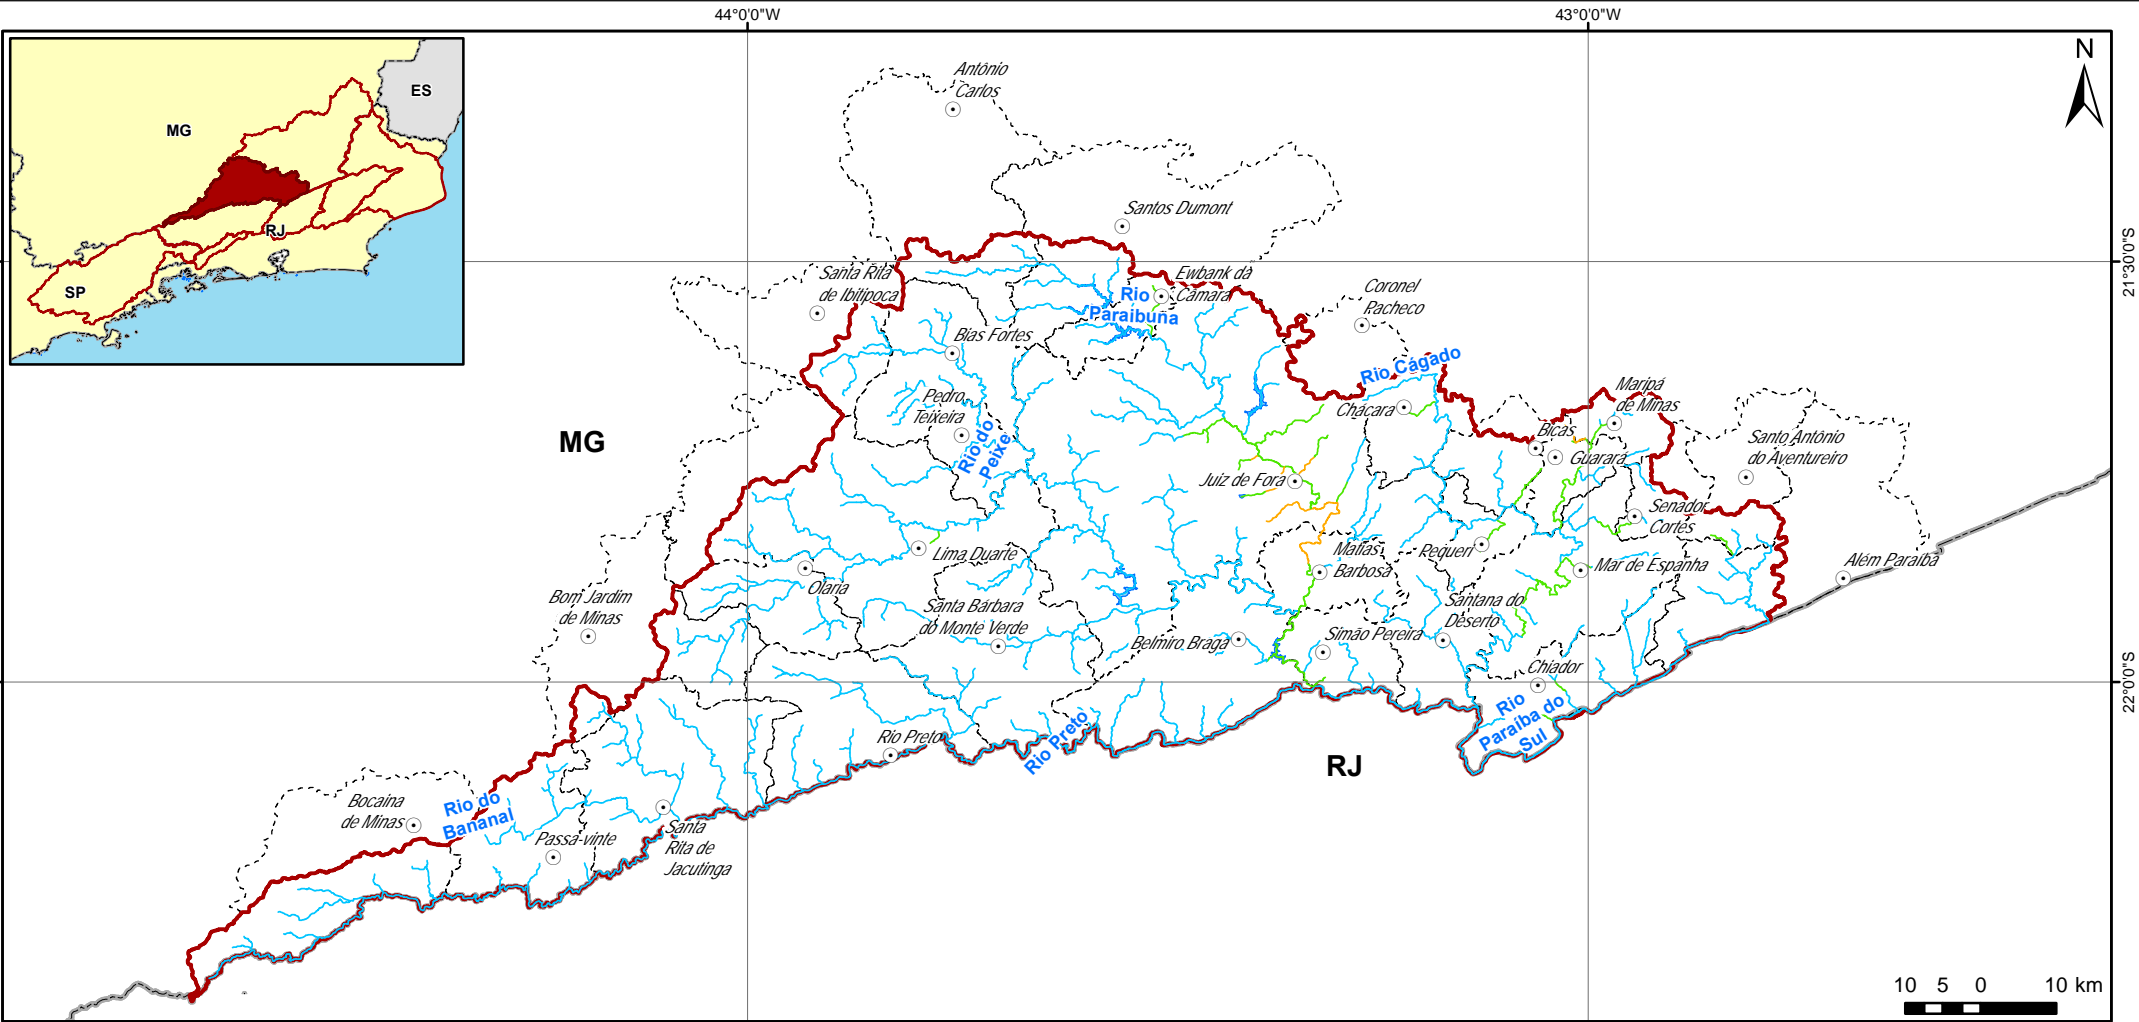 44°0'0"W
43°0'0"W
N
ES
MG
RJ
SP
21°30'0"S
22°0'0"S
Antônio
Carlos
Santos Dumont
Santa Rita
de Ibitipoca
Ewbank da
Câmara
Rio
Paraibuna
Coronel
Pacheco
Bias Fortes
Rio Cágado
Pedro
Teixeira
Chácara
Maripá
de Minas
Rio do
Peixe
Bicas
Guarará
Santo Antônio
do Aventureiro
MG
Juiz de Fora
Senador
Cortes
Lima Duarte
Matias
Barbosa
Pequeri
Mar de Espanha
Além Paraíba
Olaria
Bom Jardim
de Minas
Santa Bárbara
do Monte Verde
Santana do
Deserto
Belmiro Braga
Simão Pereira
Chiador
Rio
Paraíba do
Sul
Rio Preto
Rio Preto
RJ
Bocaina
de Minas
Rio do
Bananal
Passa-vinte
Santa
Rita de
Jacutinga
10 5 0 10 km